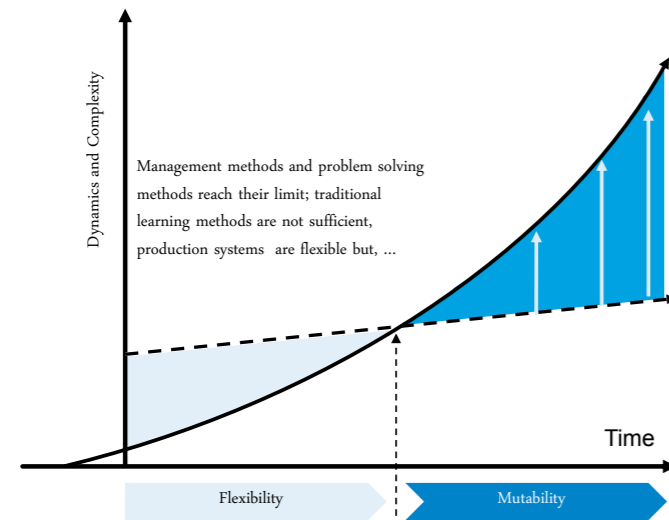 Dynamics and Complexity
Management methods and problem solving
methods reach their limit; traditional
learning methods are not sufficient,
production systems are flexible but, ...
Time
Flexibility
Mutability